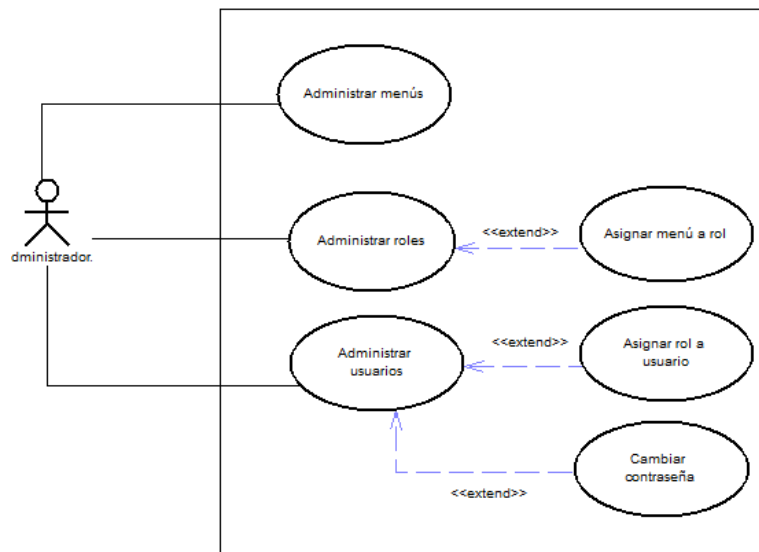 Administrar menús
Administrar roles
<<extend>>
Asignar menú a rol
dministrador.
Administrar
usuarios
<<extend>>
Asignar rol a
usuario
Cambiar
contraseña
<<extend>>